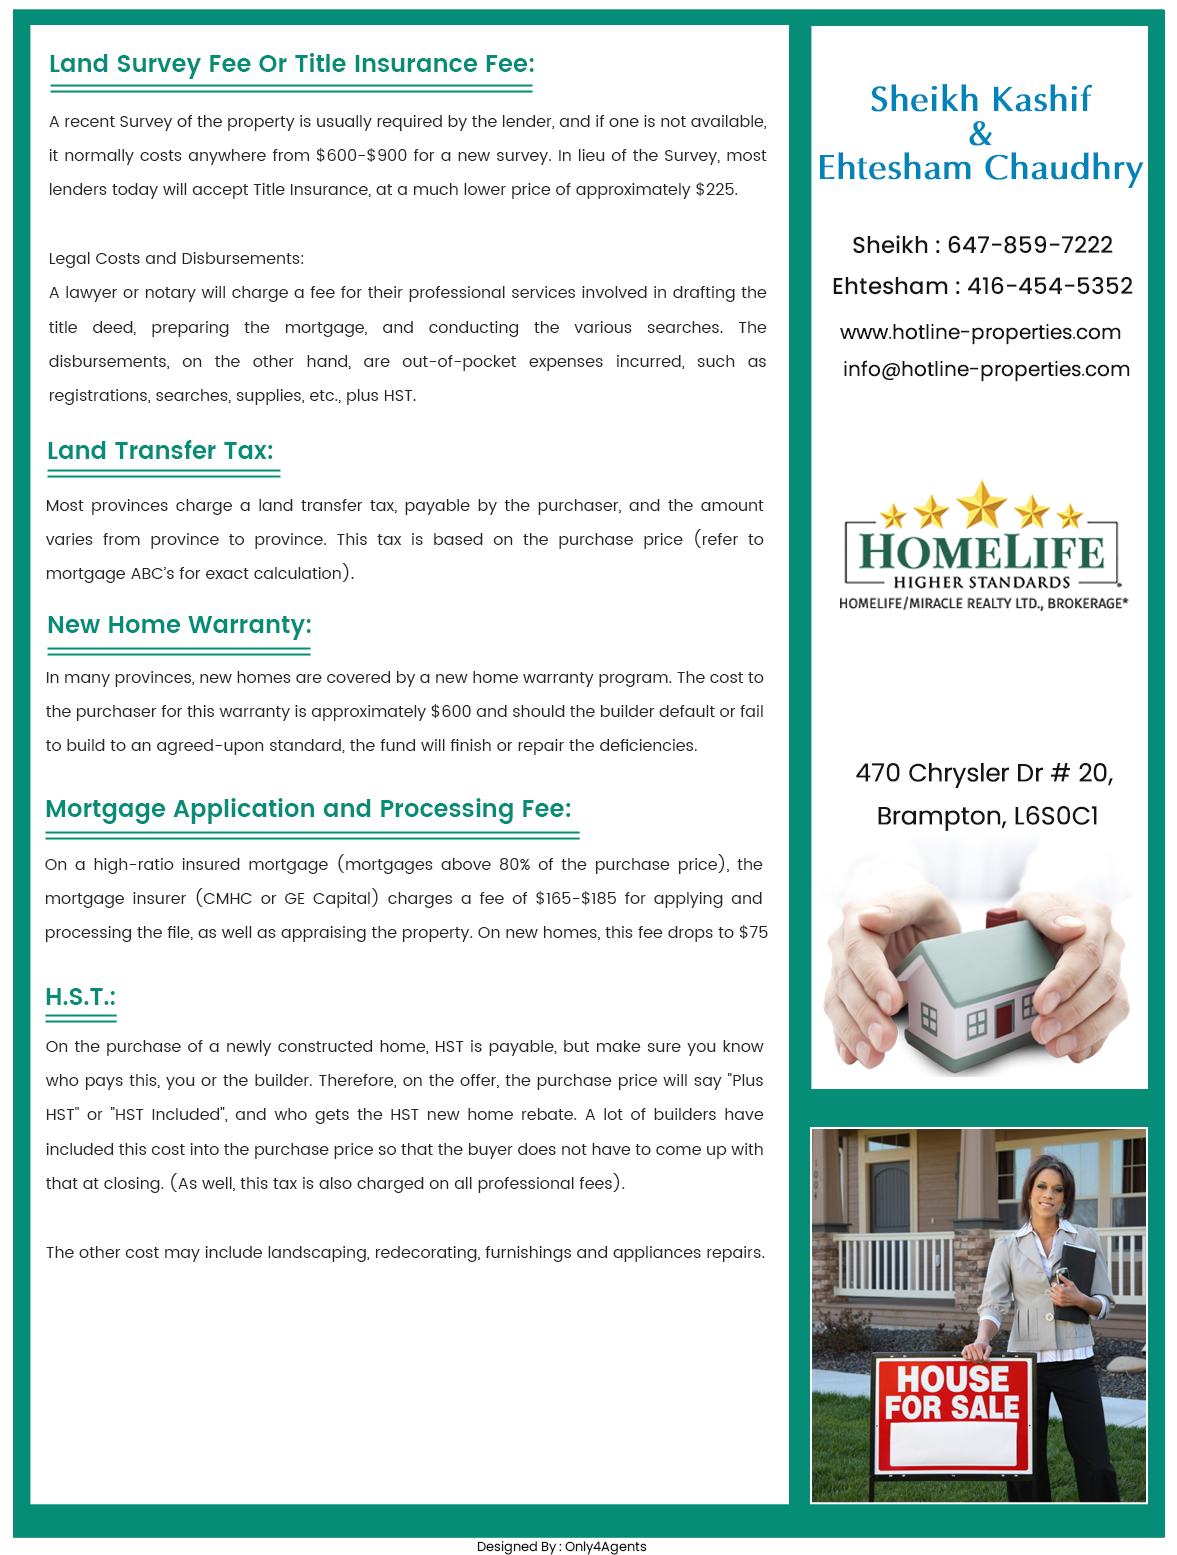 Land Survey Fee Or Title Insurance Fee:
A recent Survey of the property is usually required by the lender, and if one is not available,
it normally costs anywhere from $600-$900 for a new survey. In lieu of the Survey, most
lenders today will accept Title Insurance, at a much lower price of approximately $225.
Legal Costs and Disbursements:
A lawyer or notary will charge a fee for their professional services involved in drafting the
title deed, preparing the mortgage, and conducting the various searches. The
disbursements, on the other hand, are out-of-pocket expenses incurred, such as
registrations, searches, supplies, etc., plus HST.
Land Transfer Tax:
Most provinces charge a land transfer tax, payable by the purchaser, and the amount
varies from province to province. This tax is based on the purchase price (refer to
mortgage ABC's for exact calculation).
New Home Warranty:
In many provinces, new homes are covered by a new home warranty program. The cost to
the purchaser for this warranty is approximately $600 and should the builder default or fail
to build to an agreed-upon standard, the fund will finish or repair the deficiencies.
Mortgage Application and Processing Fee:
On a high-ratio insured mortgage (mortgages above 80% of the purchase price), the
mortgage insurer (CMHC or GE Capital) charges a fee of $165-$185 for applying and
processing the file, as well as appraising the property. On new homes, this fee drops to $75
H.S.T.:
On the purchase of a newly constructed home, HST is payable, but make sure you know
who pays this, you or the builder. Therefore, on the offer, the purchase price will say "Plus
HST" or "HST Included", and who gets the HST new home rebate. A lot of builders have
included this cost into the purchase price so that the buyer does not have to come up with
that at closing. (As well, this tax is also charged on all professional fees).
The other cost may include landscaping, redecorating, furnishings and appliances repairs.
Sheikh Kashif
&
Ehtesham Chaudhry
Sheikh : 647-859-7222
Ehtesham : 416-454-5352
www.hotline-properties.com
info@hotline-properties.com
HOMELIFE
HIGHER STANDARDS
HOMELIFE/MIRACLE REALTY LTD., BROKERAGE*
470 Chrysler Dr # 20,
Brampton, L6S0C1
1004
HOUSE
FOR SALE
Designed By : Only4Agents